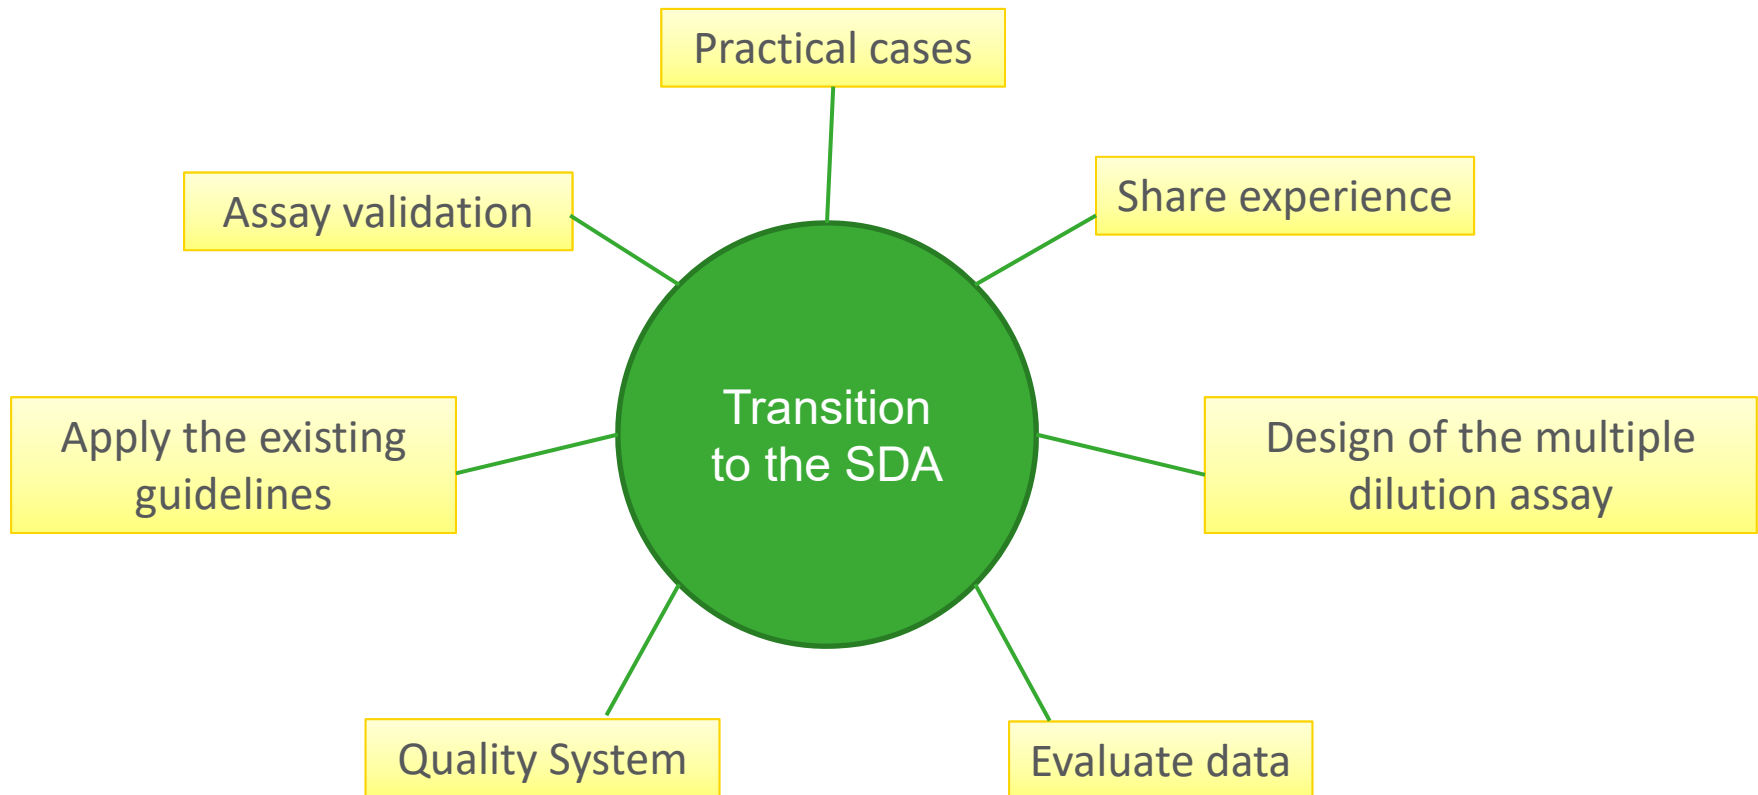 Practical cases
Share experience
Assay validation
Transition
to the SDA
Apply the existing
guidelines
Design of the multiple
dilution assay
Quality System
Evaluate data